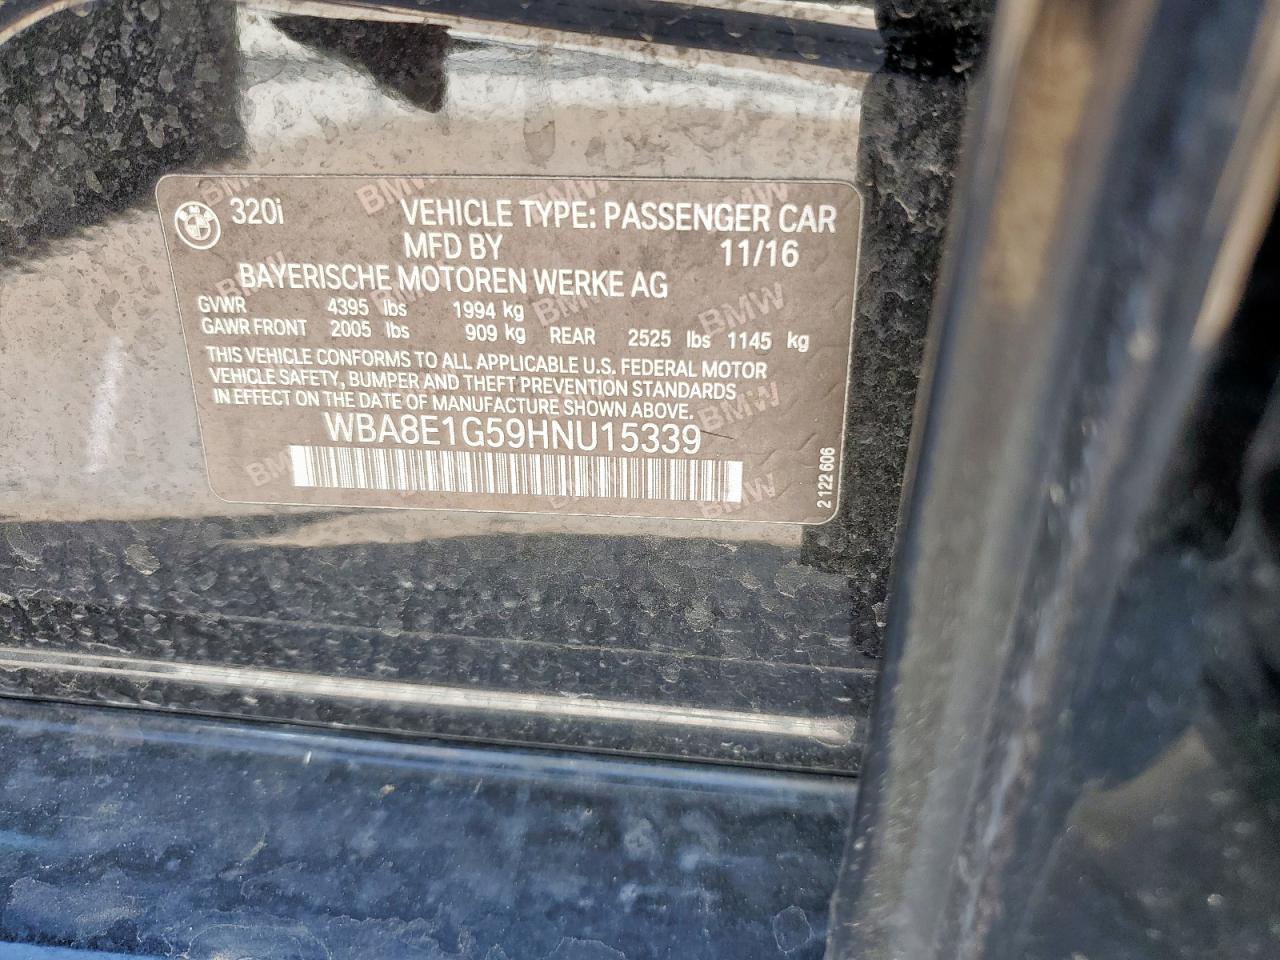 320i VEHICLE TYPE: PASSENGER CAR
MFD BY 11/16
BAYERISCHE MOTOREN WERKE AG
GVWR 4395 lbs 1994 kg
GAWR FRONT 2005 lbs 909 kg REAR 2525 lbs 1145 kg
THIS VEHICLE CONFORMS TO ALL APPLICABLE U.S. FEDERAL MOTOR
VEHICLE SAFETY, BUMPER AND THEFT PREVENTION STANDARDS
IN EFFECT ON THE DATE OF MANUFACTURE SHOWN ABOVE.
WBA8E1G59HNU15339
2 122 606